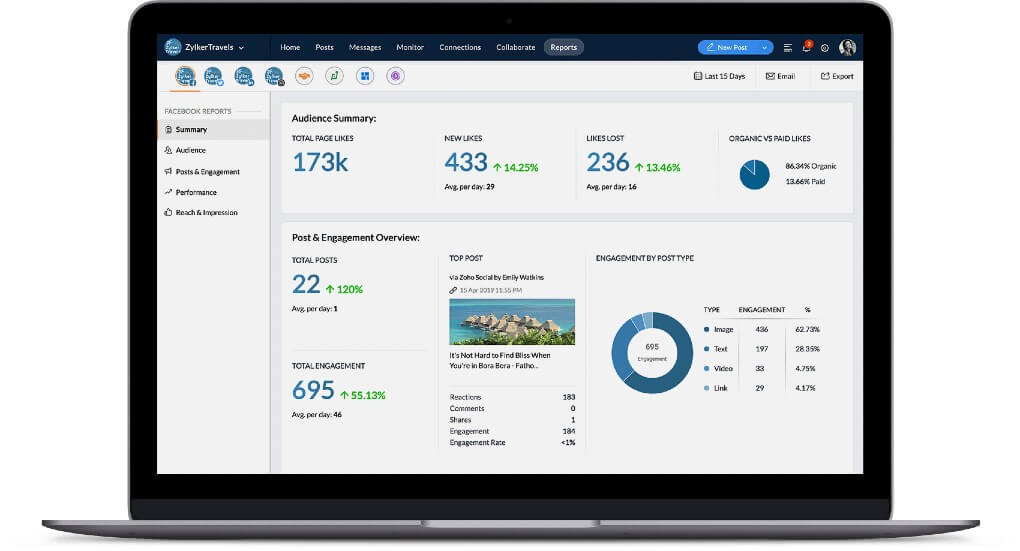 ZylkerTravels
Home Posts Messages Monitor Connections Collaborate Reports
New Post
2
Last 15 Days Email Export
FACEBOOK REPORTS
Summary
Audience
Posts & Engagement
Performance
Reach & Impression
Audience Summary:
TOTAL PAGE LIKES
173k
NEW LIKES
433 ↑ 14.25%
Avg. per day: 29
LIKES LOST
236 ↑ 13.46%
Avg. per day: 16
ORGANIC VS PAID LIKES
86.34% Organic
13.66% Paid
Post & Engagement Overview:
TOTAL POSTS
22 ↑ 120%
Avg. per day: 1
TOTAL ENGAGEMENT
695 ↑ 55.13%
Avg. per day: 46
TOP POST
via Zoho Social by Emily Watkins
15 Apr 2019 11:55 PM
It's Not Hard to Find Bliss When
You're in Bora Bora - Fatho...
Reactions 183
Comments 0
Shares 1
Engagement 184
Engagement Rate <1%
ENGAGEMENT BY POST TYPE
695
Engagement
TYPE ENGAGEMENT %
Image 436 62.73%
Text 197 28.35%
Video 33 4.75%
Link 29 4.17%